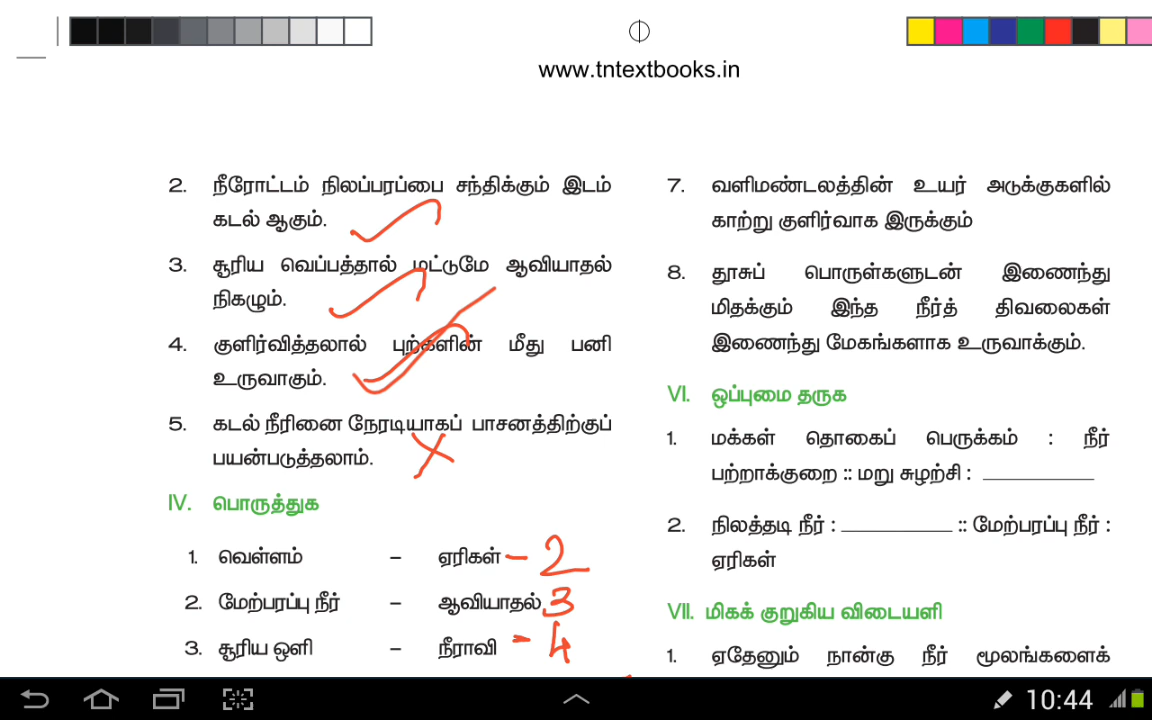 www.tntextbooks.in
2. நீரோட்டம் நிலப்பரப்பை சந்திக்கும் இடம்
கடல் ஆகும்.
3. சூரிய வெப்பத்தால் மட்டுமே ஆவியாதல்
நிகழும்.
4. குளிர்வித்தலால் புற்களின் மீது பனி
உருவாகும்.
5. கடல் நீரினை நேரடியாகப் பாசனத்திற்குப்
பயன்படுத்தலாம்.
IV. பொருத்துக
1. வெள்ளம் – ஏரிகள் – 2
2. மேற்பரப்பு நீர் – ஆவியாதல் 3
3. சூரிய ஒளி – நீராவி – 4
7. வளிமண்டலத்தின் உயர் அடுக்குகளில்
காற்று குளிர்வாக இருக்கும்
8. தூசுப் பொருள்களுடன் இணைந்து
மிதக்கும் இந்த நீர்த் திவலைகள்
இணைந்து மேகங்களாக உருவாக்கும்.
VI. ஒப்புமை தருக
1. மக்கள் தொகைப் பெருக்கம் : நீர்
பற்றாக்குறை :: மறு சுழற்சி : __________
2. நிலத்தடி நீர் : __________ :: மேற்பரப்பு நீர் :
ஏரிகள்
VII. மிகக் குறுகிய விடையளி
1. ஏதேனும் நான்கு நீர் மூலங்களைக்
10:44